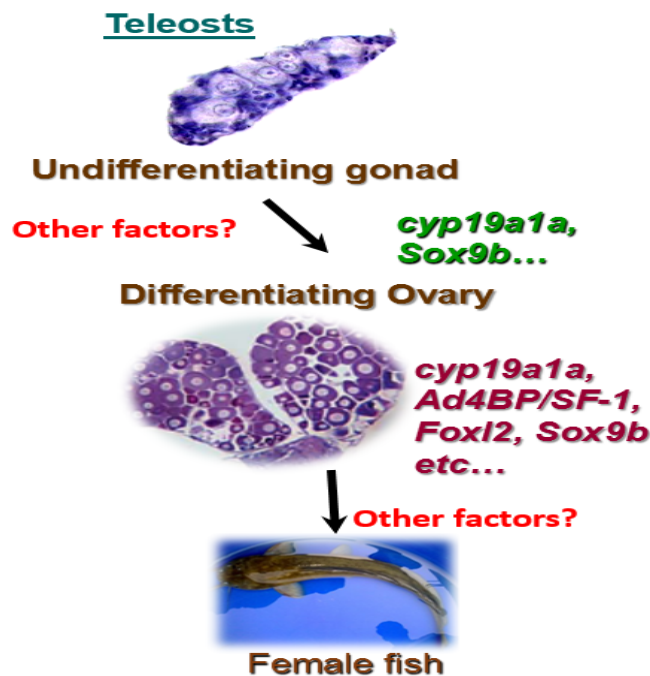 Teleosts
Undifferentiating gonad
Other factors?
cyp19a1a,
Sox9b...
Differentiating Ovary
cyp19a1a,
Ad4BP/SF-1,
Foxl2, Sox9b
etc...
Other factors?
Female fish